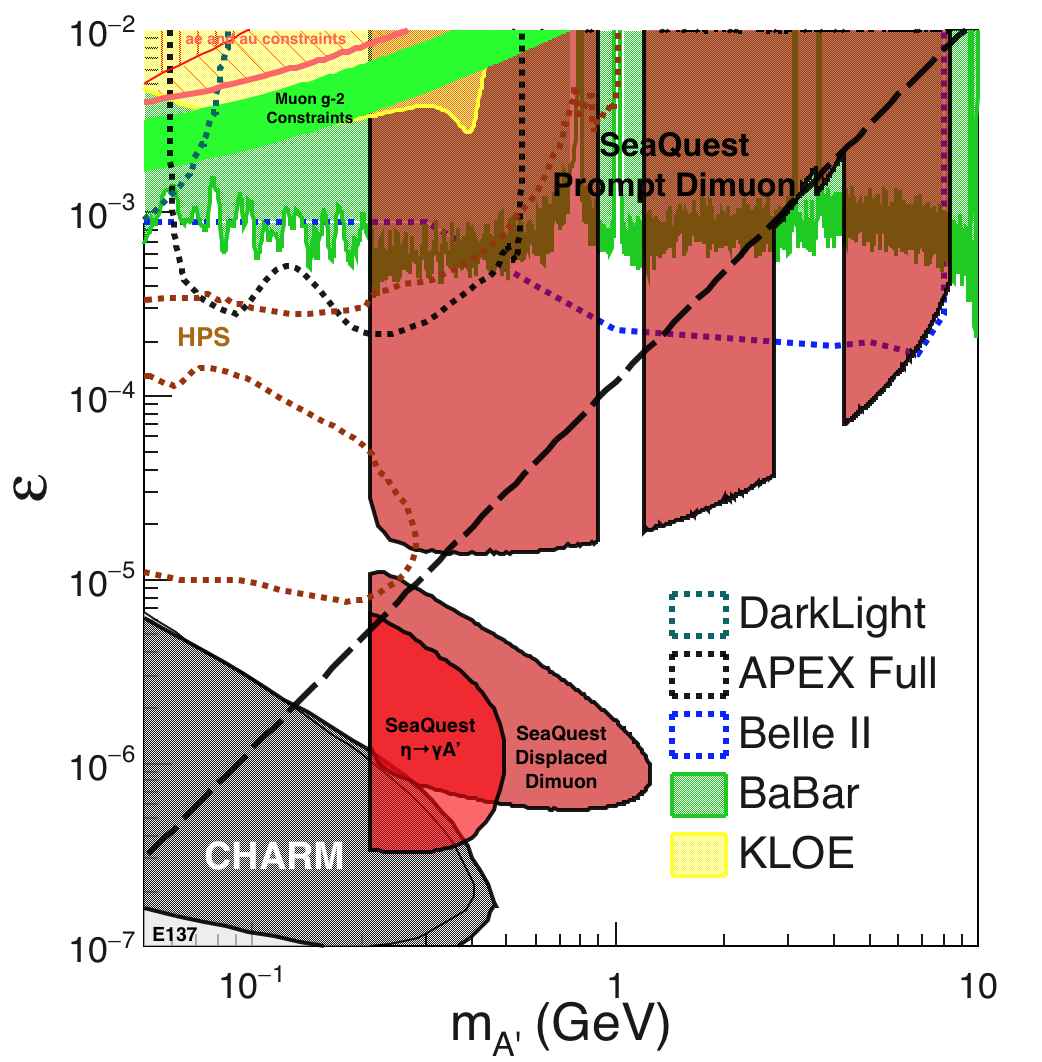 10−2
ae and au constraints
Muon g-2
Constraints
SeaQuest
Prompt Dimuon
10−3
HPS
10−4
ε
10−5
DarkLight
APEX Full
Belle II
BaBar
KLOE
SeaQuest
η→γA'
SeaQuest
Displaced
Dimuon
10−6
CHARM
E137
10−7
10−1
1
10
mA' (GeV)